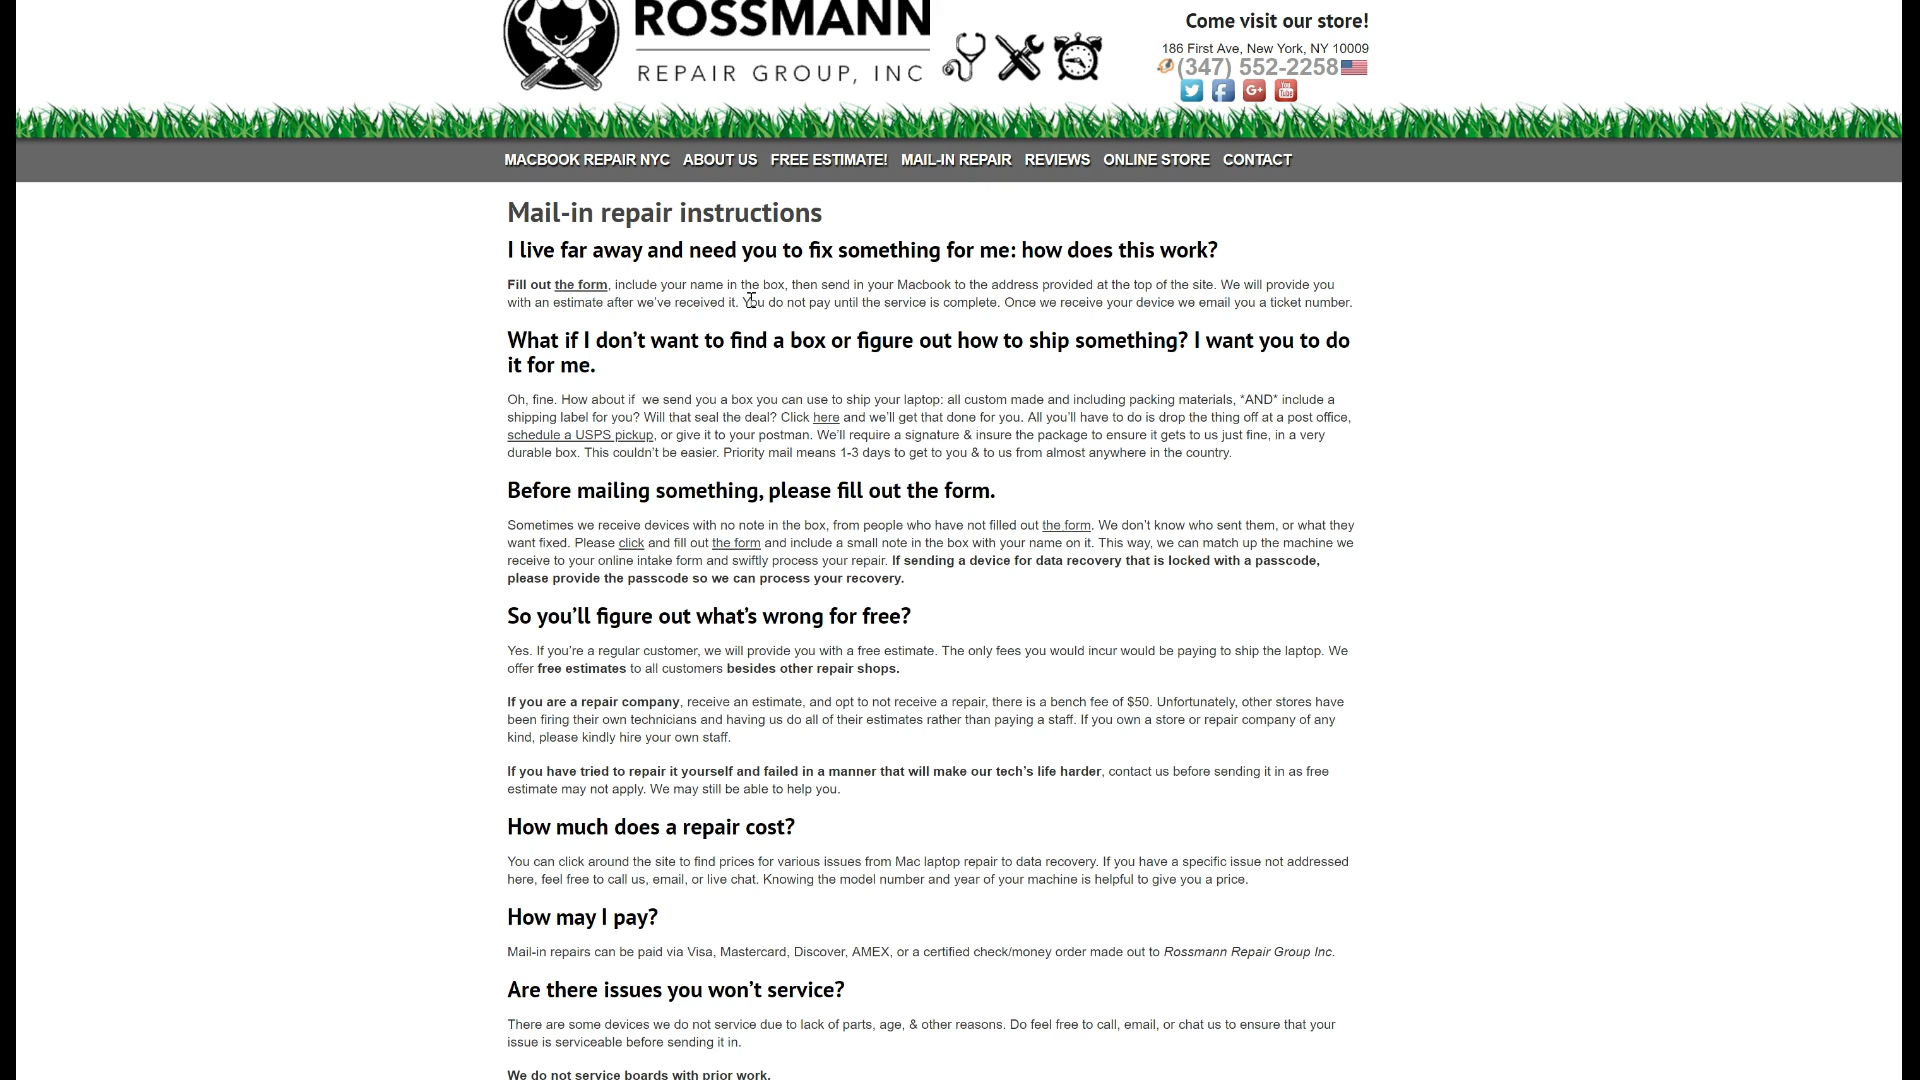 ROSSMANN
REPAIR GROUP, INC
Come visit our store!
186 First Ave, New York, NY 10009
(347) 552-2258
MACBOOK REPAIR NYC ABOUT US FREE ESTIMATE! MAIL-IN REPAIR REVIEWS ONLINE STORE CONTACT
Mail-in repair instructions
I live far away and need you to fix something for me: how does this work?
Fill out the form, include your name in the box, then send in your Macbook to the address provided at the top of the site. We will provide you
with an estimate after we’ve received it. You do not pay until the service is complete. Once we receive your device we email you a ticket number.
What if I don’t want to find a box or figure out how to ship something? I want you to do
it for me.
Oh, fine. How about if we send you a box you can use to ship your laptop: all custom made and including packing materials, *AND* include a
shipping label for you? Will that seal the deal? Click here and we’ll get that done for you. All you’ll have to do is drop the thing off at a post office,
schedule a USPS pickup, or give it to your postman. We’ll require a signature & insure the package to ensure it gets to us just fine, in a very
durable box. This couldn’t be easier. Priority mail means 1-3 days to get to you & to us from almost anywhere in the country.
Before mailing something, please fill out the form.
Sometimes we receive devices with no note in the box, from people who have not filled out the form. We don’t know who sent them, or what they
want fixed. Please click and fill out the form and include a small note in the box with your name on it. This way, we can match up the machine we
receive to your online intake form and swiftly process your repair. If sending a device for data recovery that is locked with a passcode,
please provide the passcode so we can process your recovery.
So you’ll figure out what’s wrong for free?
Yes. If you’re a regular customer, we will provide you with a free estimate. The only fees you would incur would be paying to ship the laptop. We
offer free estimates to all customers besides other repair shops.
If you are a repair company, receive an estimate, and opt to not receive a repair, there is a bench fee of $50. Unfortunately, other stores have
been firing their own technicians and having us do all of their estimates rather than paying a staff. If you own a store or repair company of any
kind, please kindly hire your own staff.
If you have tried to repair it yourself and failed in a manner that will make our tech’s life harder, contact us before sending it in as free
estimate may not apply. We may still be able to help you.
How much does a repair cost?
You can click around the site to find prices for various issues from Mac laptop repair to data recovery. If you have a specific issue not addressed
here, feel free to call us, email, or live chat. Knowing the model number and year of your machine is helpful to give you a price.
How may I pay?
Mail-in repairs can be paid via Visa, Mastercard, Discover, AMEX, or a certified check/money order made out to Rossmann Repair Group Inc.
Are there issues you won’t service?
There are some devices we do not service due to lack of parts, age, & other reasons. Do feel free to call, email, or chat us to ensure that your
issue is serviceable before sending it in.
We do not service boards with prior work.